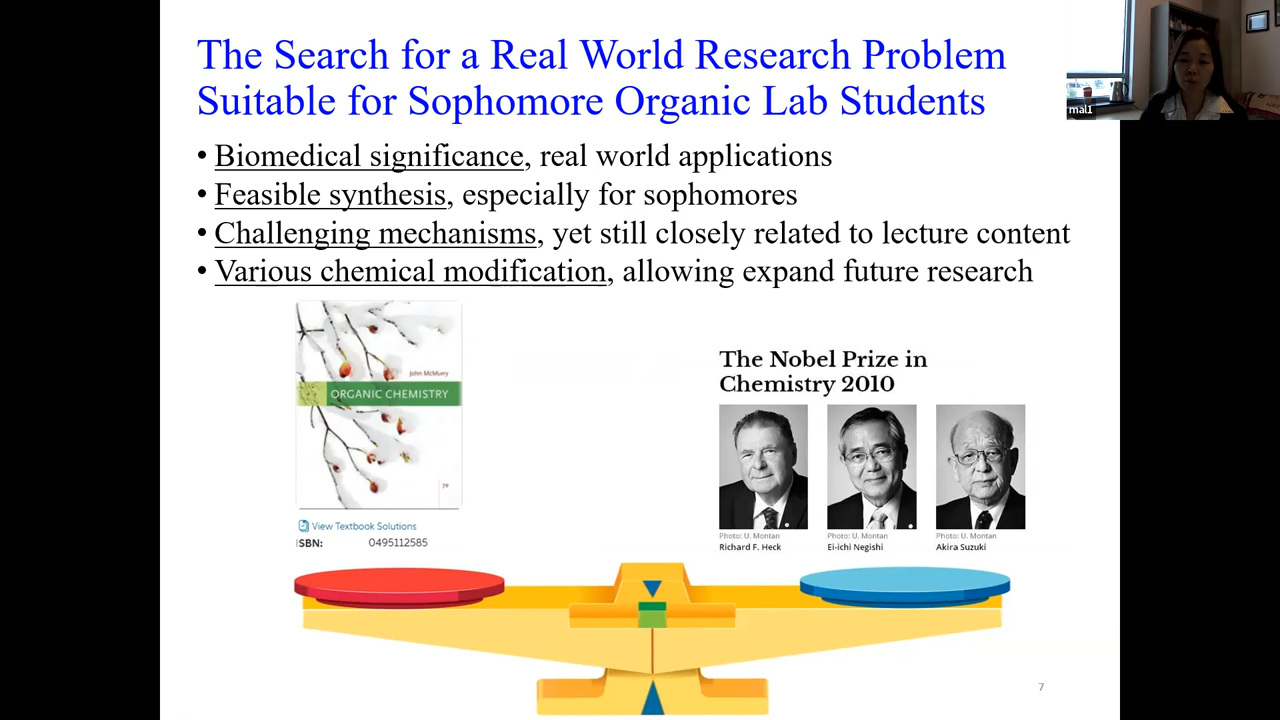 The Search for a Real World Research Problem
Suitable for Sophomore Organic Lab Students
• Biomedical significance, real world applications
• Feasible synthesis, especially for sophomores
• Challenging mechanisms, yet still closely related to lecture content
• Various chemical modification, allowing expand future research
John McMurry
ORGANIC CHEMISTRY
7e
View Textbook Solutions
ISBN: 0495112585
The Nobel Prize in
Chemistry 2010
Photo: U. Montan
Richard F. Heck
Photo: U. Montan
Ei-ichi Negishi
Photo: U. Montan
Akira Suzuki
7
mal1